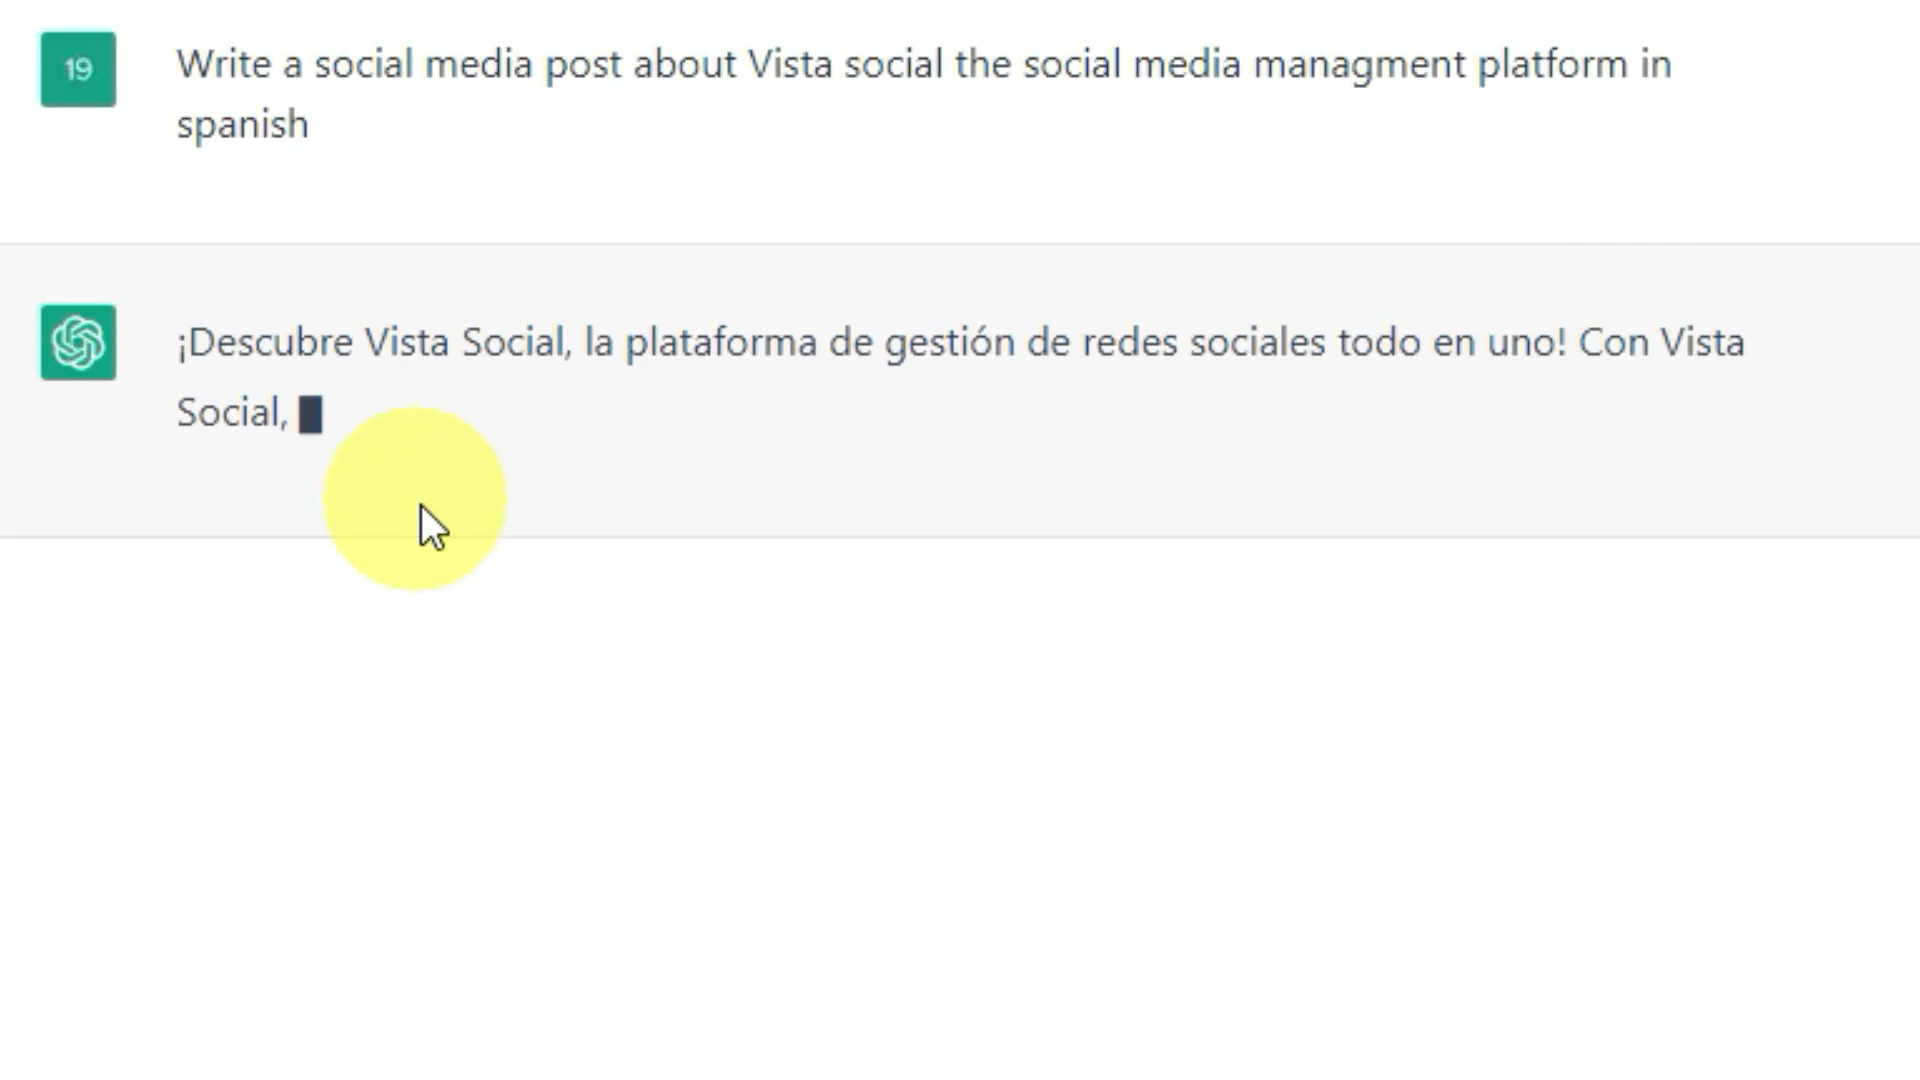 19
Write a social media post about Vista social the social media managment platform in
spanish
¡Descubre Vista Social, la plataforma de gestión de redes sociales todo en uno! Con Vista
Social,